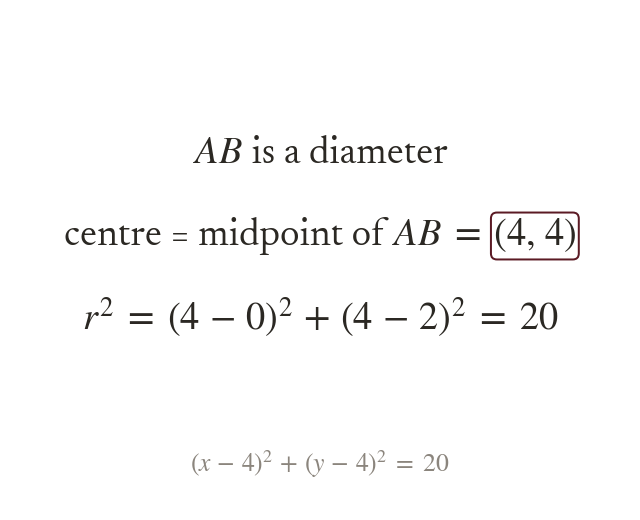 AB is a diameter
centre = midpoint of AB = (4, 4)
r² = (4 − 0)² + (4 − 2)² = 20
(x − 4)² + (y − 4)² = 20